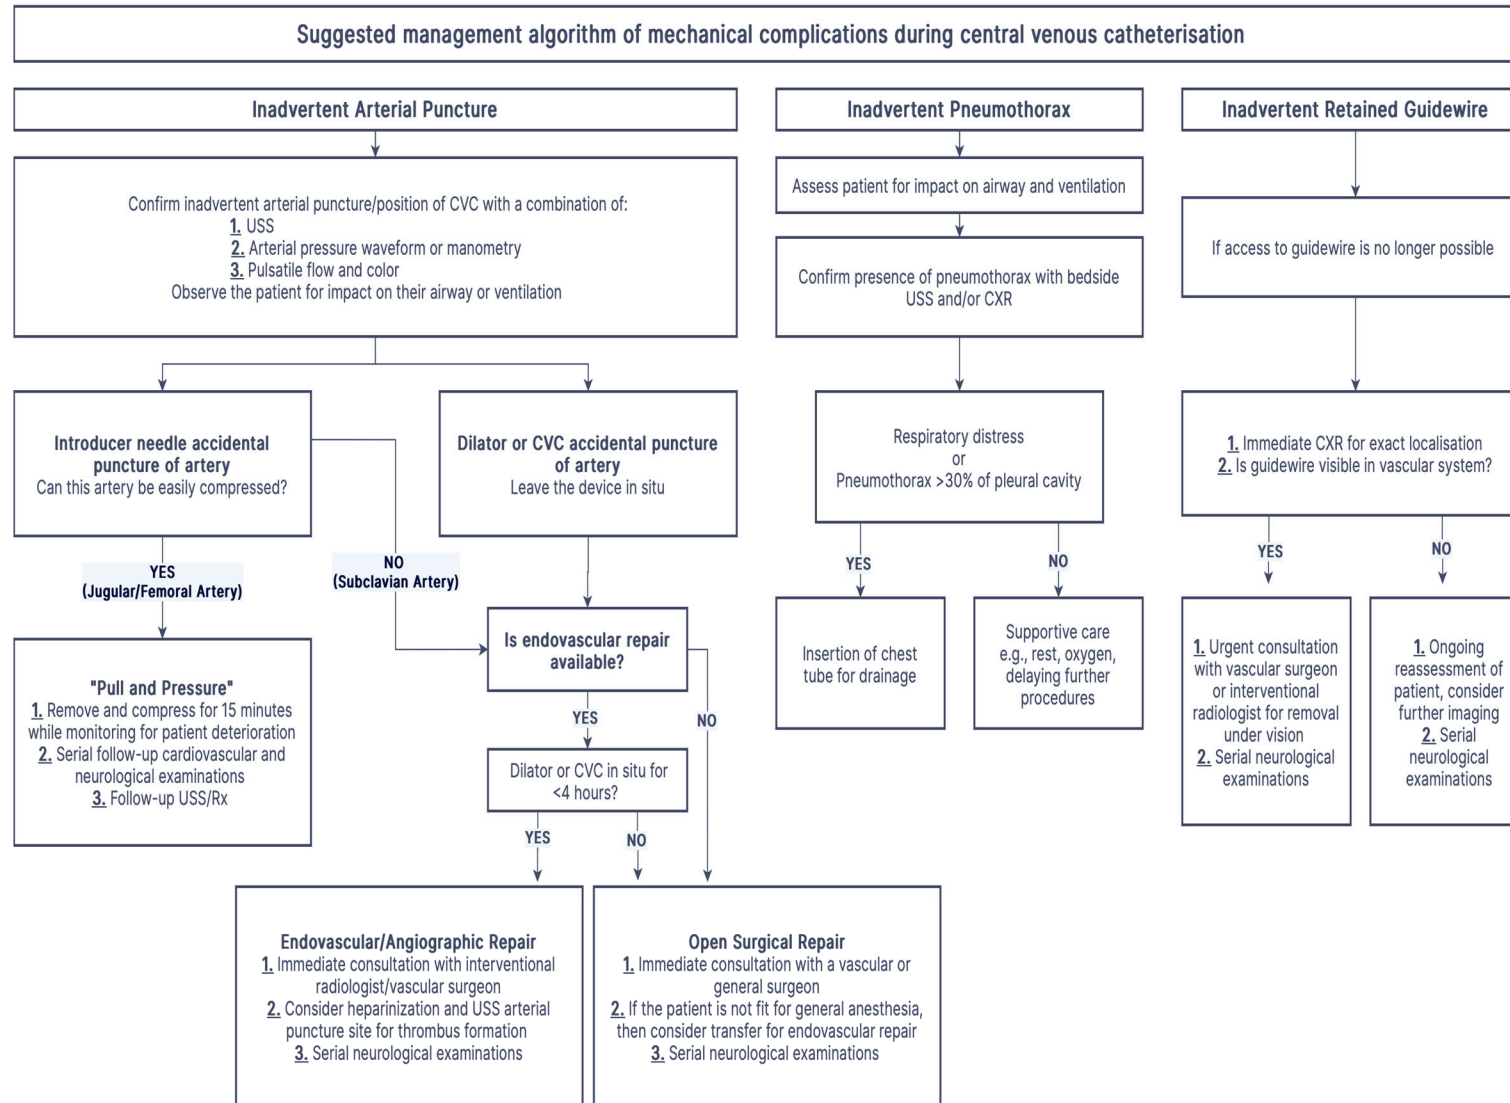 Suggested management algorithm of mechanical complications during central venous catheterisation
Inadvertent Arterial Puncture
Confirm inadvertent arterial puncture/position of CVC with a combination of:
1. USS
2. Arterial pressure waveform or manometry
3. Pulsatile flow and color
Observe the patient for impact on their airway or ventilation
Introducer needle accidental
puncture of artery
Can this artery be easily compressed?
YES
(Jugular/Femoral Artery)
NO
(Subclavian Artery)
"Pull and Pressure"
1. Remove and compress for 15 minutes
while monitoring for patient deterioration
2. Serial follow-up cardiovascular and
neurological examinations
3. Follow-up USS/Rx
Dilator or CVC accidental puncture
of artery
Leave the device in situ
Is endovascular repair
available?
YES
NO
Dilator or CVC in situ for
<4 hours?
YES
NO
Endovascular/Angiographic Repair
1. Immediate consultation with interventional
radiologist/vascular surgeon
2. Consider heparinization and USS arterial
puncture site for thrombus formation
3. Serial neurological examinations
Open Surgical Repair
1. Immediate consultation with a vascular or
general surgeon
2. If the patient is not fit for general anesthesia,
then consider transfer for endovascular repair
3. Serial neurological examinations
Inadvertent Pneumothorax
Assess patient for impact on airway and ventilation
Confirm presence of pneumothorax with bedside
USS and/or CXR
Respiratory distress
or
Pneumothorax >30% of pleural cavity
YES
NO
Insertion of chest
tube for drainage
Supportive care
e.g., rest, oxygen,
delaying further
procedures
Inadvertent Retained Guidewire
If access to guidewire is no longer possible
1. Immediate CXR for exact localisation
2. Is guidewire visible in vascular system?
YES
NO
1. Urgent consultation
with vascular surgeon
or interventional
radiologist for removal
under vision
2. Serial neurological
examinations
1. Ongoing
reassessment of
patient, consider
further imaging
2. Serial
neurological
examinations